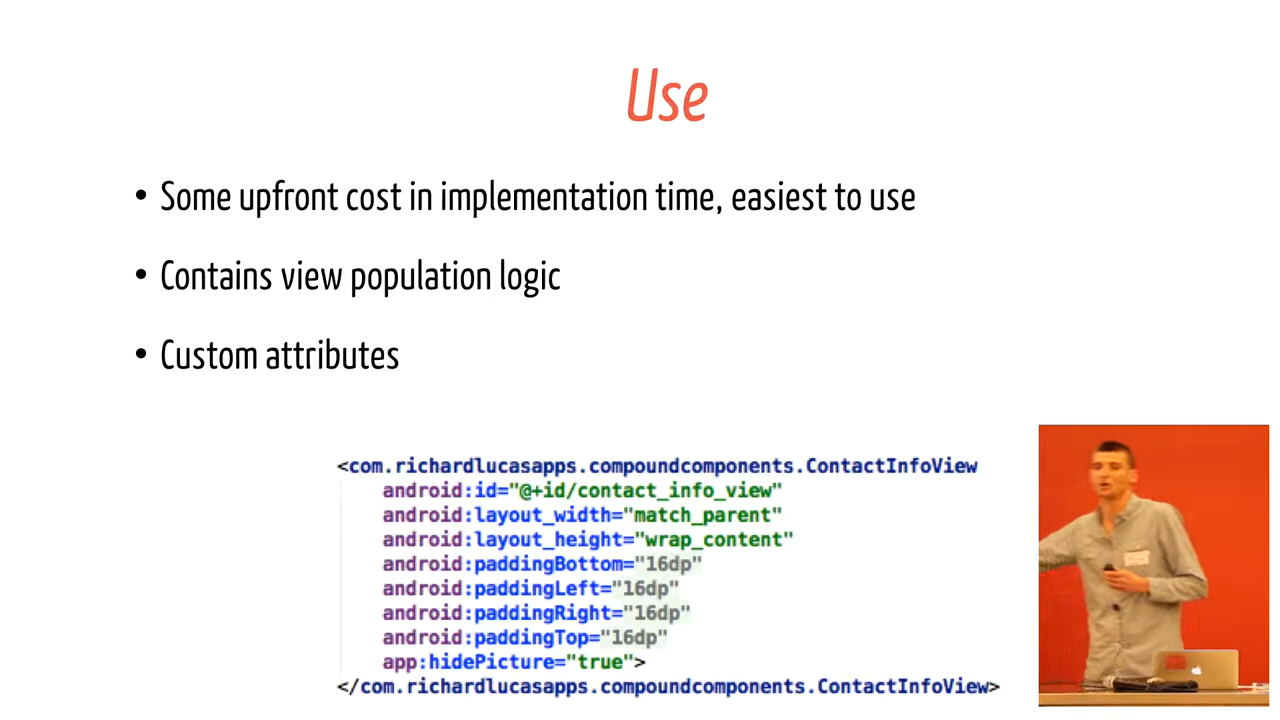 Use
• Some upfront cost in implementation time, easiest to use
• Contains view population logic
• Custom attributes
<com.richardlucasapps.compoundcomponents.ContactInfoView
android:id="@+id/contact_info_view"
android:layout_width="match_parent"
android:layout_height="wrap_content"
android:paddingBottom="16dp"
android:paddingLeft="16dp"
android:paddingRight="16dp"
android:paddingTop="16dp"
app:hidePicture="true">
</com.richardlucasapps.compoundcomponents.ContactInfoView>